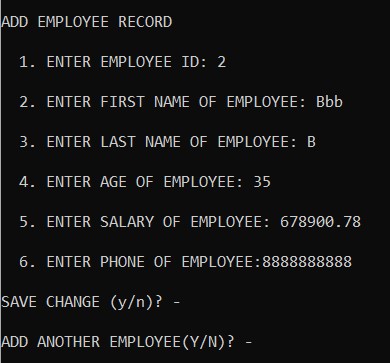 ADD EMPLOYEE RECORD
1. ENTER EMPLOYEE ID: 2
2. ENTER FIRST NAME OF EMPLOYEE: Bbb
3. ENTER LAST NAME OF EMPLOYEE: B
4. ENTER AGE OF EMPLOYEE: 35
5. ENTER SALARY OF EMPLOYEE: 678900.78
6. ENTER PHONE OF EMPLOYEE:8888888888
SAVE CHANGE (y/n)? -
ADD ANOTHER EMPLOYEE(Y/N)? -